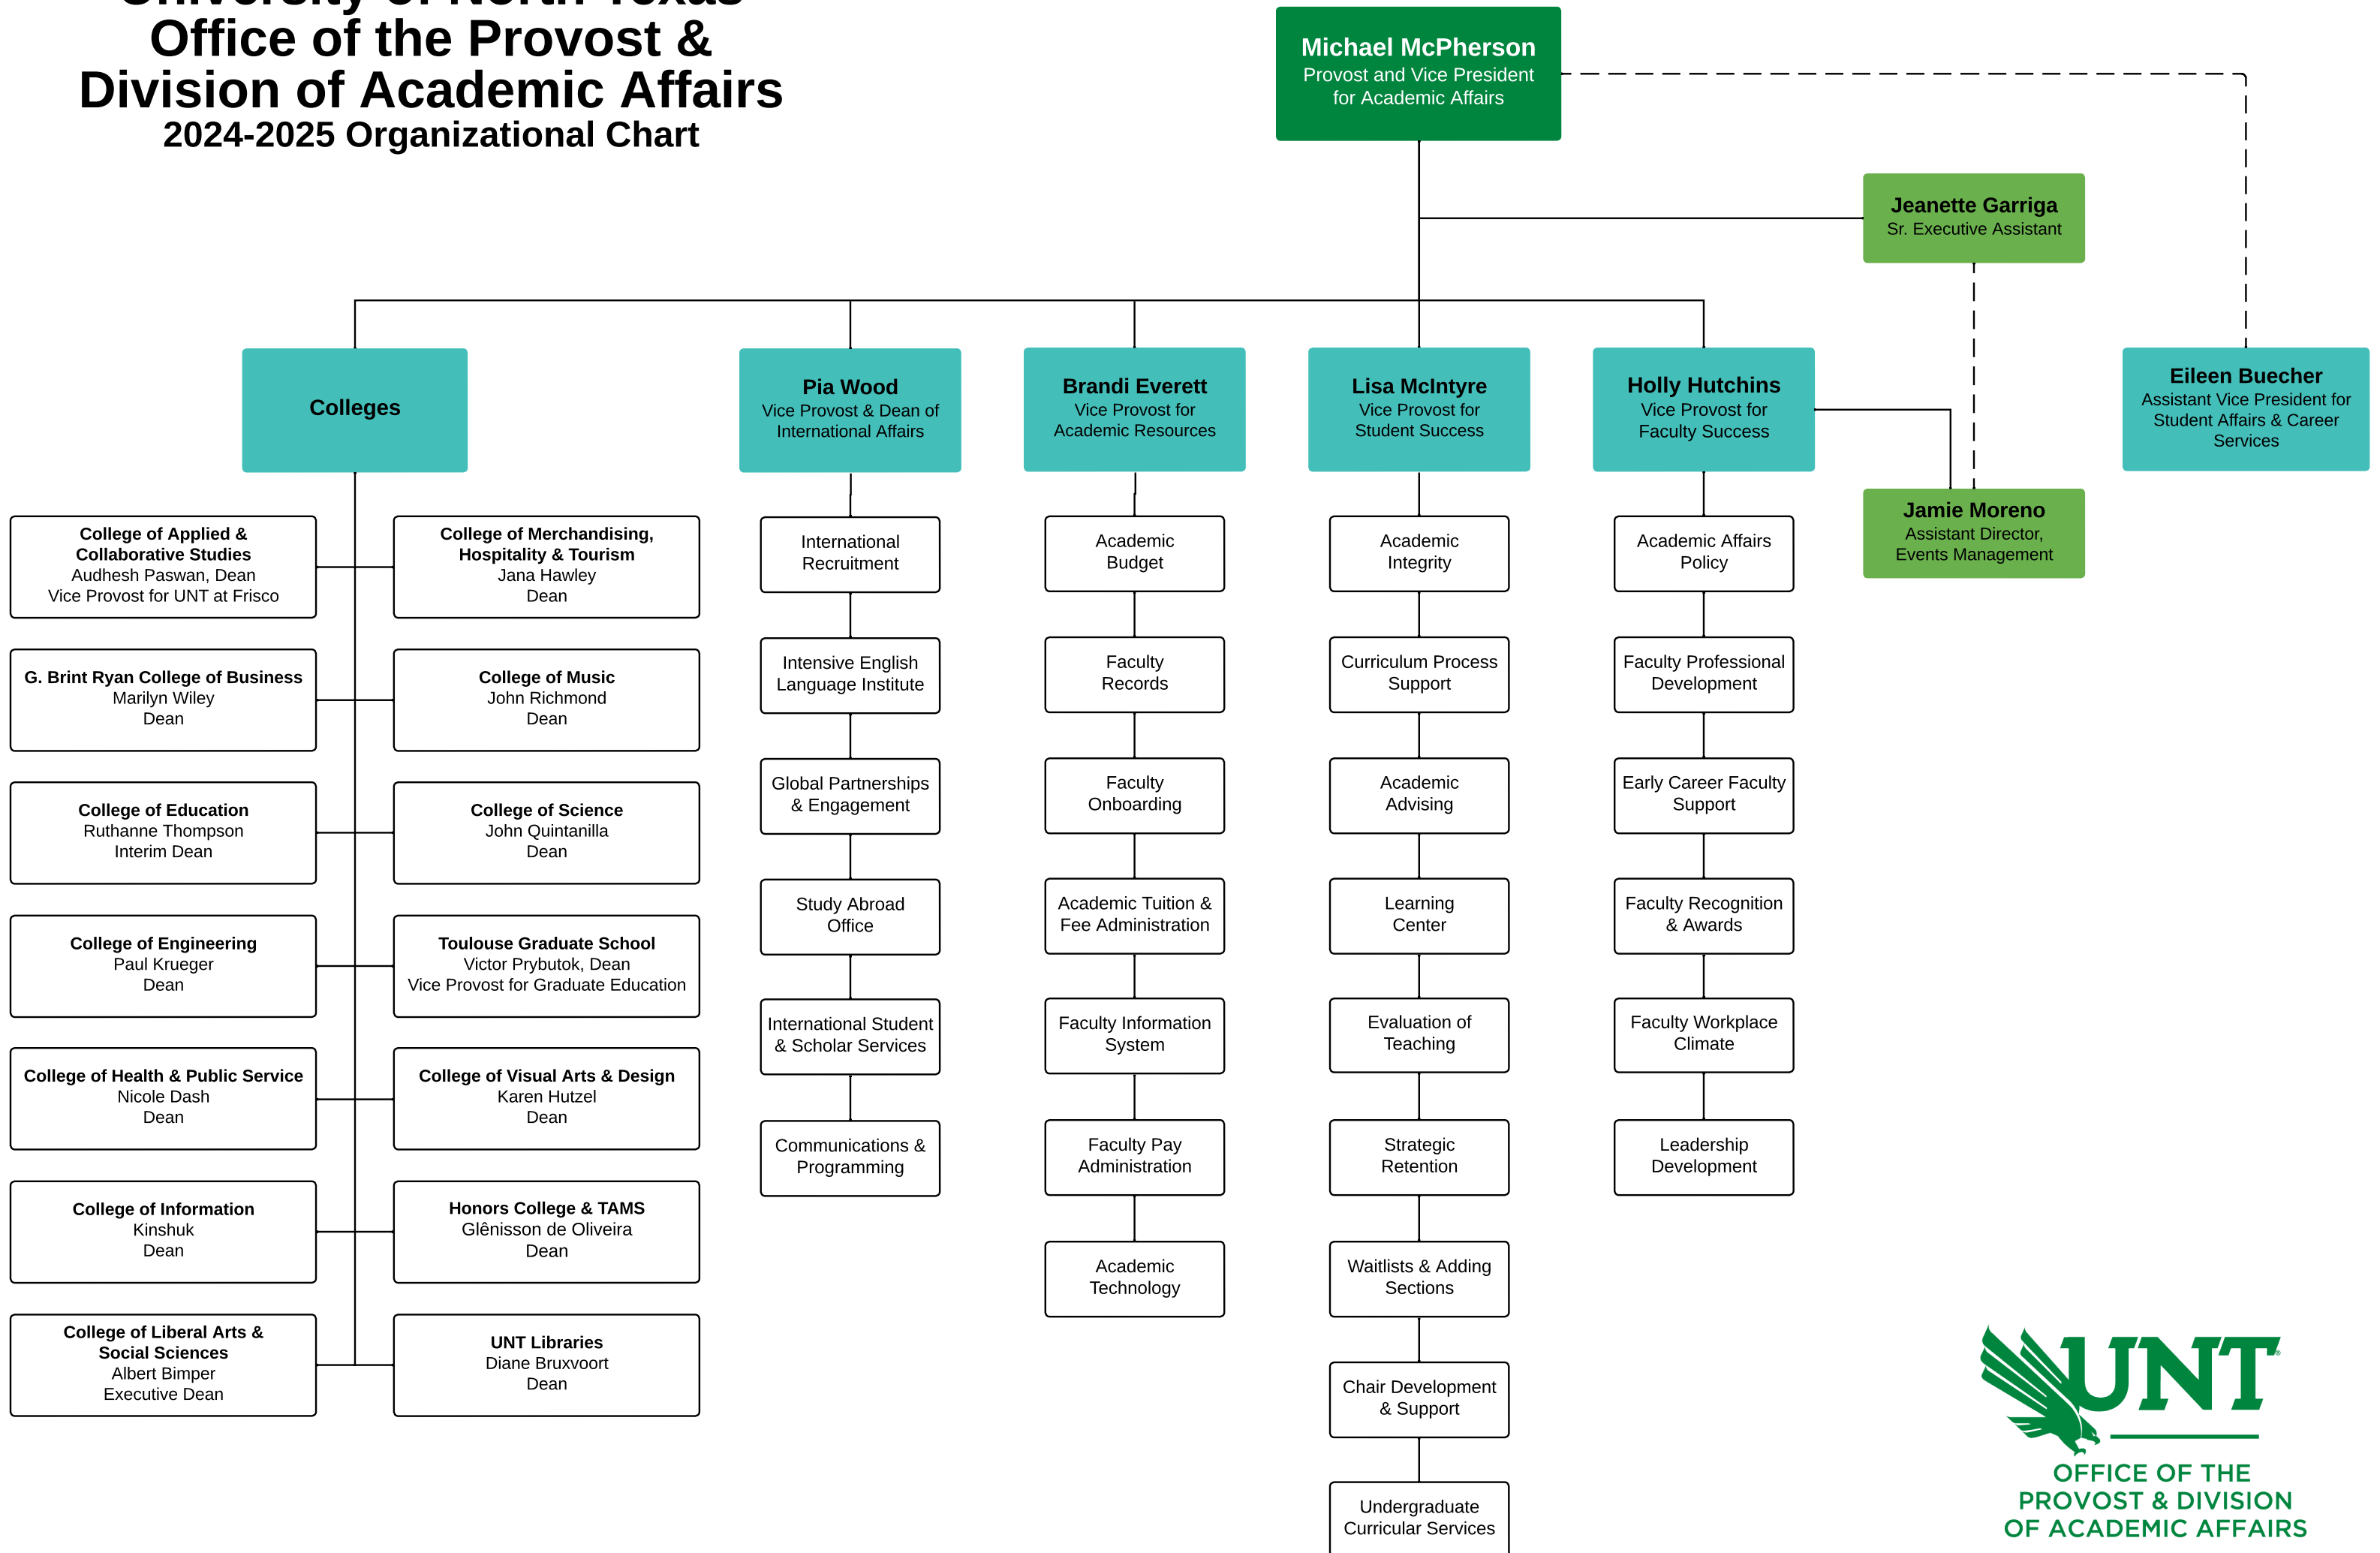 University of North Texas
Office of the Provost &
Division of Academic Affairs
2024-2025 Organizational Chart
Michael McPherson
Provost and Vice President
for Academic Affairs
Jeanette Garriga
Sr. Executive Assistant
Colleges
Pia Wood
Vice Provost & Dean of
International Affairs
Brandi Everett
Vice Provost for
Academic Resources
Lisa McIntyre
Vice Provost for
Student Success
Holly Hutchins
Vice Provost for
Faculty Success
Eileen Buecher
Assistant Vice President for
Student Affairs & Career
Services
Jamie Moreno
Assistant Director,
Events Management
College of Applied &
Collaborative Studies
Audhesh Paswan, Dean
Vice Provost for UNT at Frisco
College of Merchandising,
Hospitality & Tourism
Jana Hawley
Dean
G. Brint Ryan College of Business
Marilyn Wiley
Dean
College of Music
John Richmond
Dean
College of Education
Ruthanne Thompson
Interim Dean
College of Science
John Quintanilla
Dean
College of Engineering
Paul Krueger
Dean
Toulouse Graduate School
Victor Prybutok, Dean
Vice Provost for Graduate Education
College of Health & Public Service
Nicole Dash
Dean
College of Visual Arts & Design
Karen Hutzel
Dean
College of Information
Kinshuk
Dean
Honors College & TAMS
Glênisson de Oliveira
Dean
College of Liberal Arts &
Social Sciences
Albert Bimper
Executive Dean
UNT Libraries
Diane Bruxvoort
Dean
International
Recruitment
Intensive English
Language Institute
Global Partnerships
& Engagement
Study Abroad
Office
International Student
& Scholar Services
Communications &
Programming
Academic
Budget
Faculty
Records
Faculty
Onboarding
Academic Tuition &
Fee Administration
Faculty Information
System
Faculty Pay
Administration
Academic
Technology
Academic
Integrity
Curriculum Process
Support
Academic
Advising
Learning
Center
Evaluation of
Teaching
Strategic
Retention
Waitlists & Adding
Sections
Chair Development
& Support
Undergraduate
Curricular Services
Academic Affairs
Policy
Faculty Professional
Development
Early Career Faculty
Support
Faculty Recognition
& Awards
Faculty Workplace
Climate
Leadership
Development
UNT®
OFFICE OF THE
PROVOST & DIVISION
OF ACADEMIC AFFAIRS